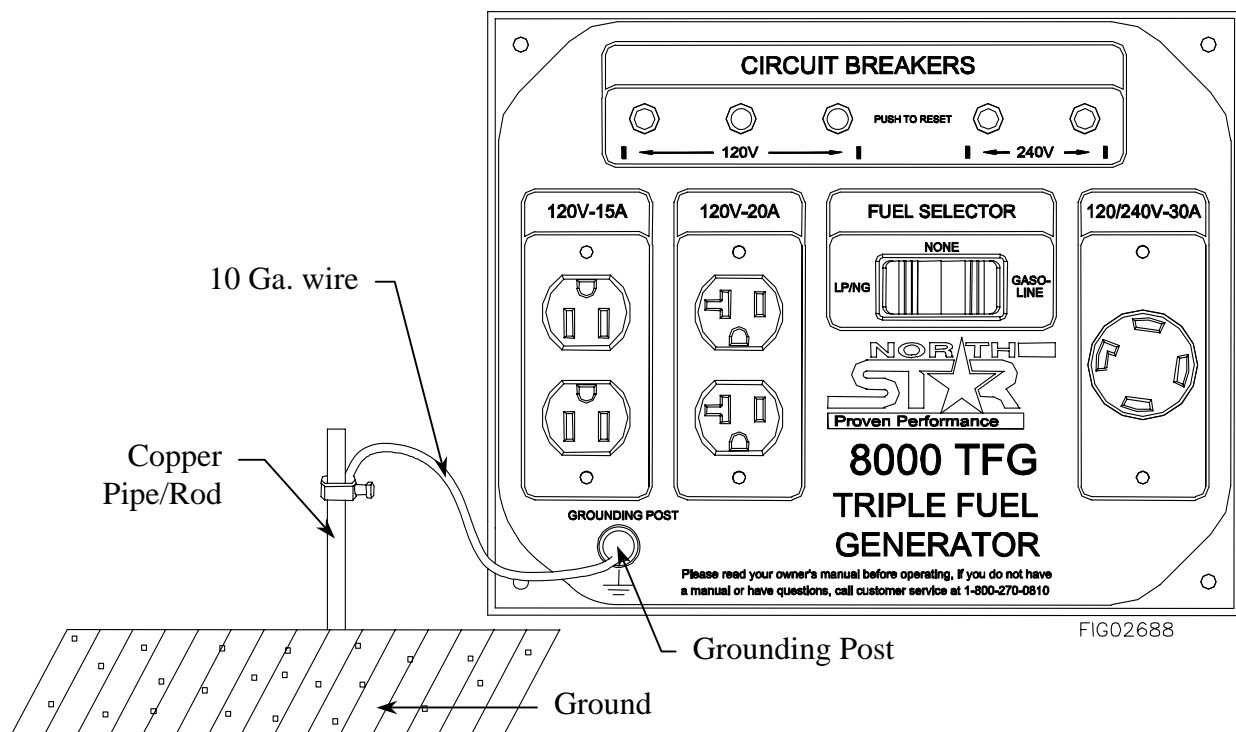 CIRCUIT BREAKERS
PUSH TO RESET
120V
240V
120V-15A
120V-20A
FUEL SELECTOR
120/240V-30A
NONE
LP/NG
GASO-
LINE
10 Ga. wire
NORTH
STAR
Proven Performance
Copper
Pipe/Rod
8000 TFG
TRIPLE FUEL
GENERATOR
GROUNDING POST
Please read your owner's manual before operating, if you do not have
a manual or have questions, call customer service at 1-800-270-0810
FIG02688
Grounding Post
Ground